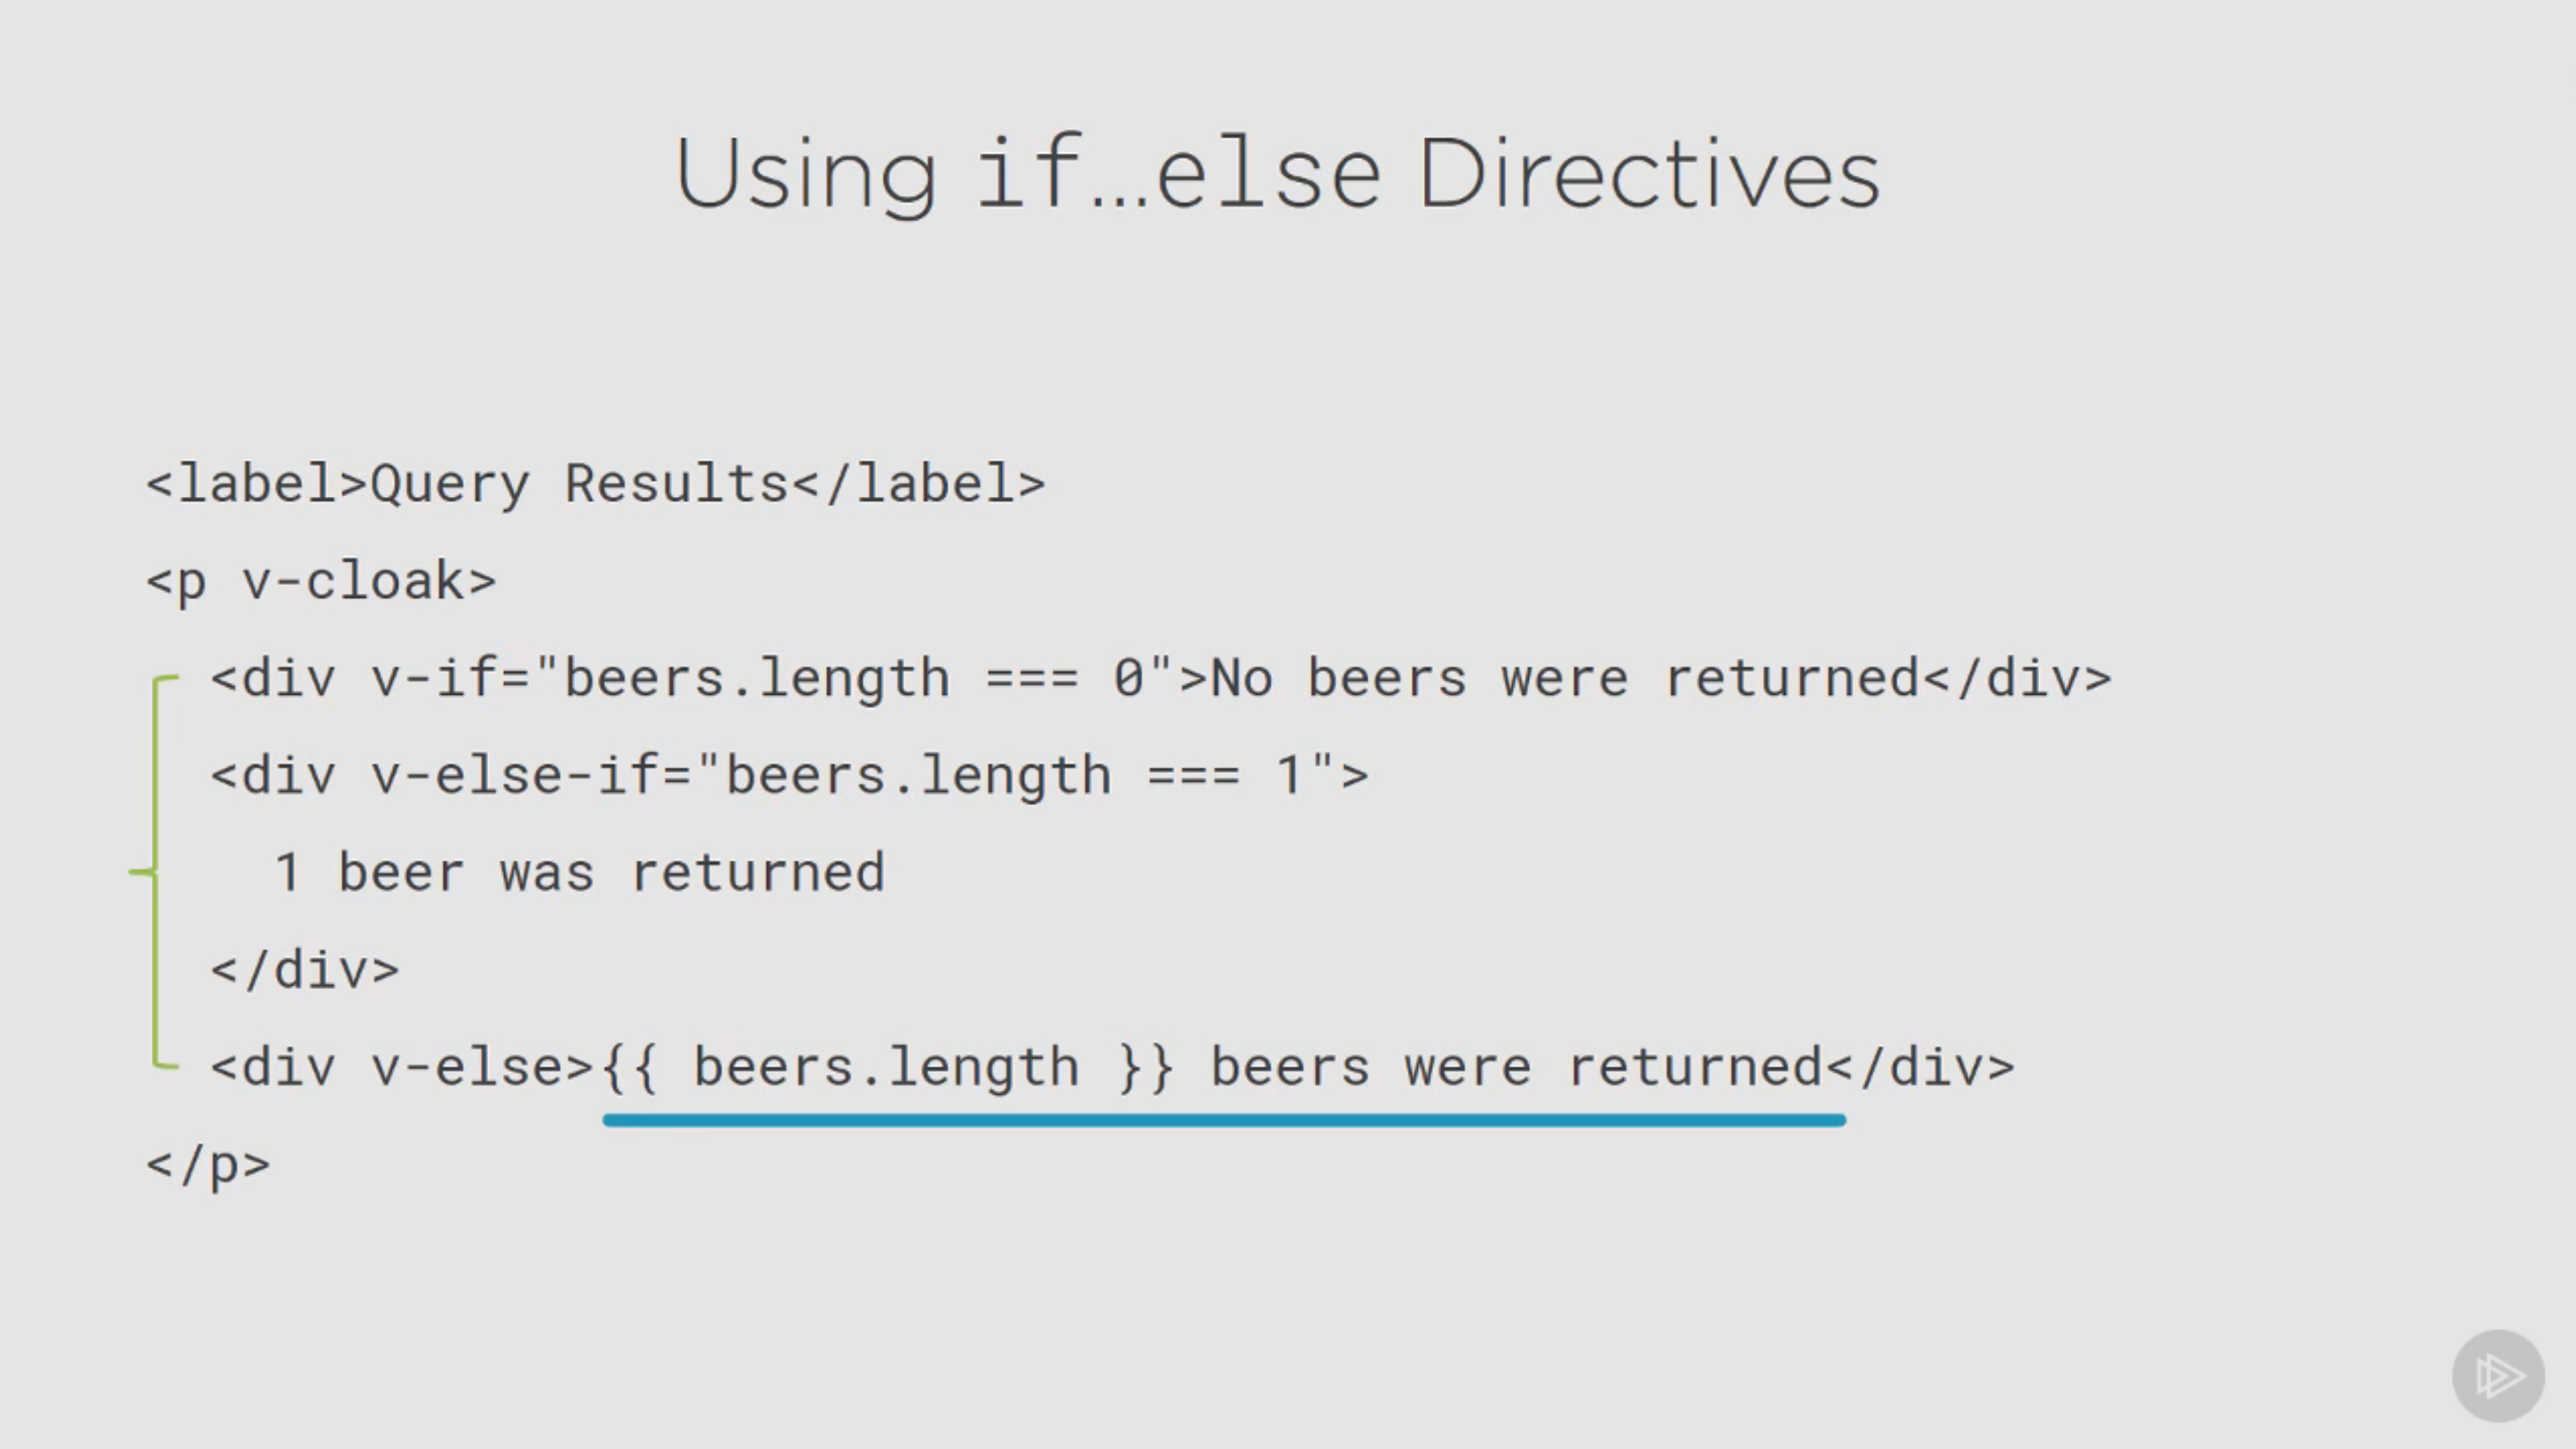 Using if...else Directives
<label>Query Results</label>
<p v-cloak>
<div v-if="beers.length === 0">No beers were returned</div>
<div v-else-if="beers.length === 1">
1 beer was returned
</div>
<div v-else>{{ beers.length }} beers were returned</div>
</p>